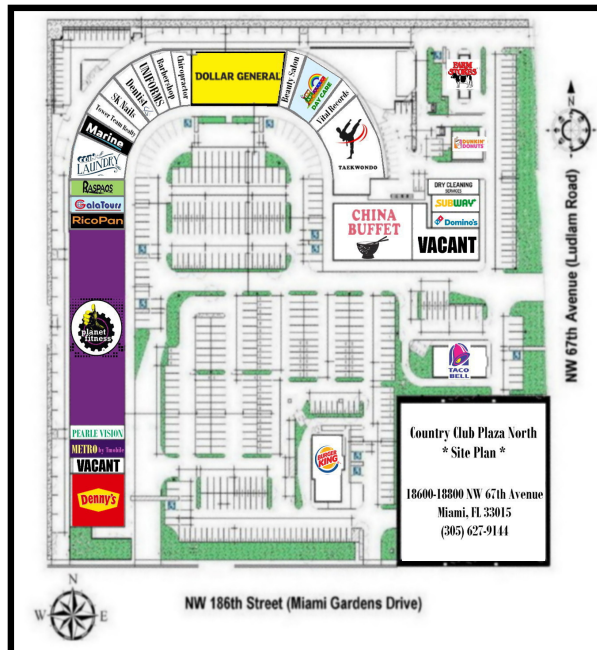 Chiropractor
Barbershop
UNIFORMS
Dentist
SK Nails
Tower Team Realty
Marine
COIN LAUNDRY
RASPAOS
GalaTours
RicoPan
planet
fitness
PEARLE VISION
METRO by Tmobile
VACANT
Denny's
DOLLAR GENERAL
Beauty Salon
DAY CARE
Vital Records
TAEKWONDO
CHINA
BUFFET
DRY CLEANING
SERVICES
SUBWAY
Domino's
VACANT
FARM
STORES
DUNKIN'
DONUTS
TACO
BELL
BURGER
KING
Country Club Plaza North
* Site Plan *
18600-18800 NW 67th Avenue
Miami, FL 33015
(305) 627-9144
N
NW 67th Avenue (Ludlam Road)
N
W
E
S
NW 186th Street (Miami Gardens Drive)